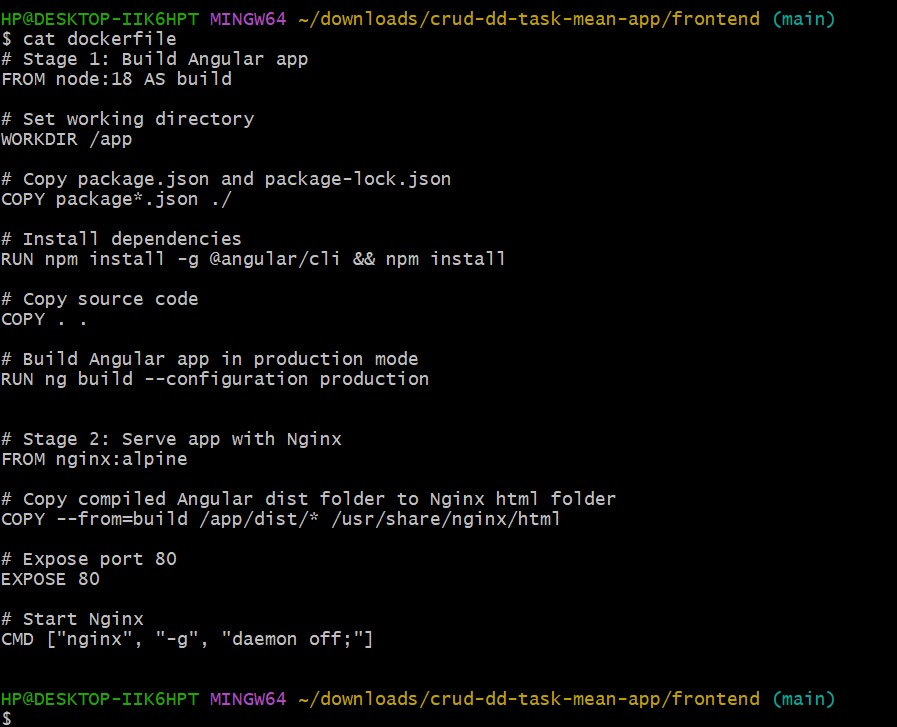 HP@DESKTOP-IIK6HPT MINGW64 ~/downloads/crud-dd-task-mean-app/frontend (main)
$ cat dockerfile
# Stage 1: Build Angular app
FROM node:18 AS build
# Set working directory
WORKDIR /app
# Copy package.json and package-lock.json
COPY package*.json ./
# Install dependencies
RUN npm install -g @angular/cli && npm install
# Copy source code
COPY . .
# Build Angular app in production mode
RUN ng build --configuration production
# Stage 2: Serve app with Nginx
FROM nginx:alpine
# Copy compiled Angular dist folder to Nginx html folder
COPY --from=build /app/dist/* /usr/share/nginx/html
# Expose port 80
EXPOSE 80
# Start Nginx
CMD ["nginx", "-g", "daemon off;"]
HP@DESKTOP-IIK6HPT MINGW64 ~/downloads/crud-dd-task-mean-app/frontend (main)
$